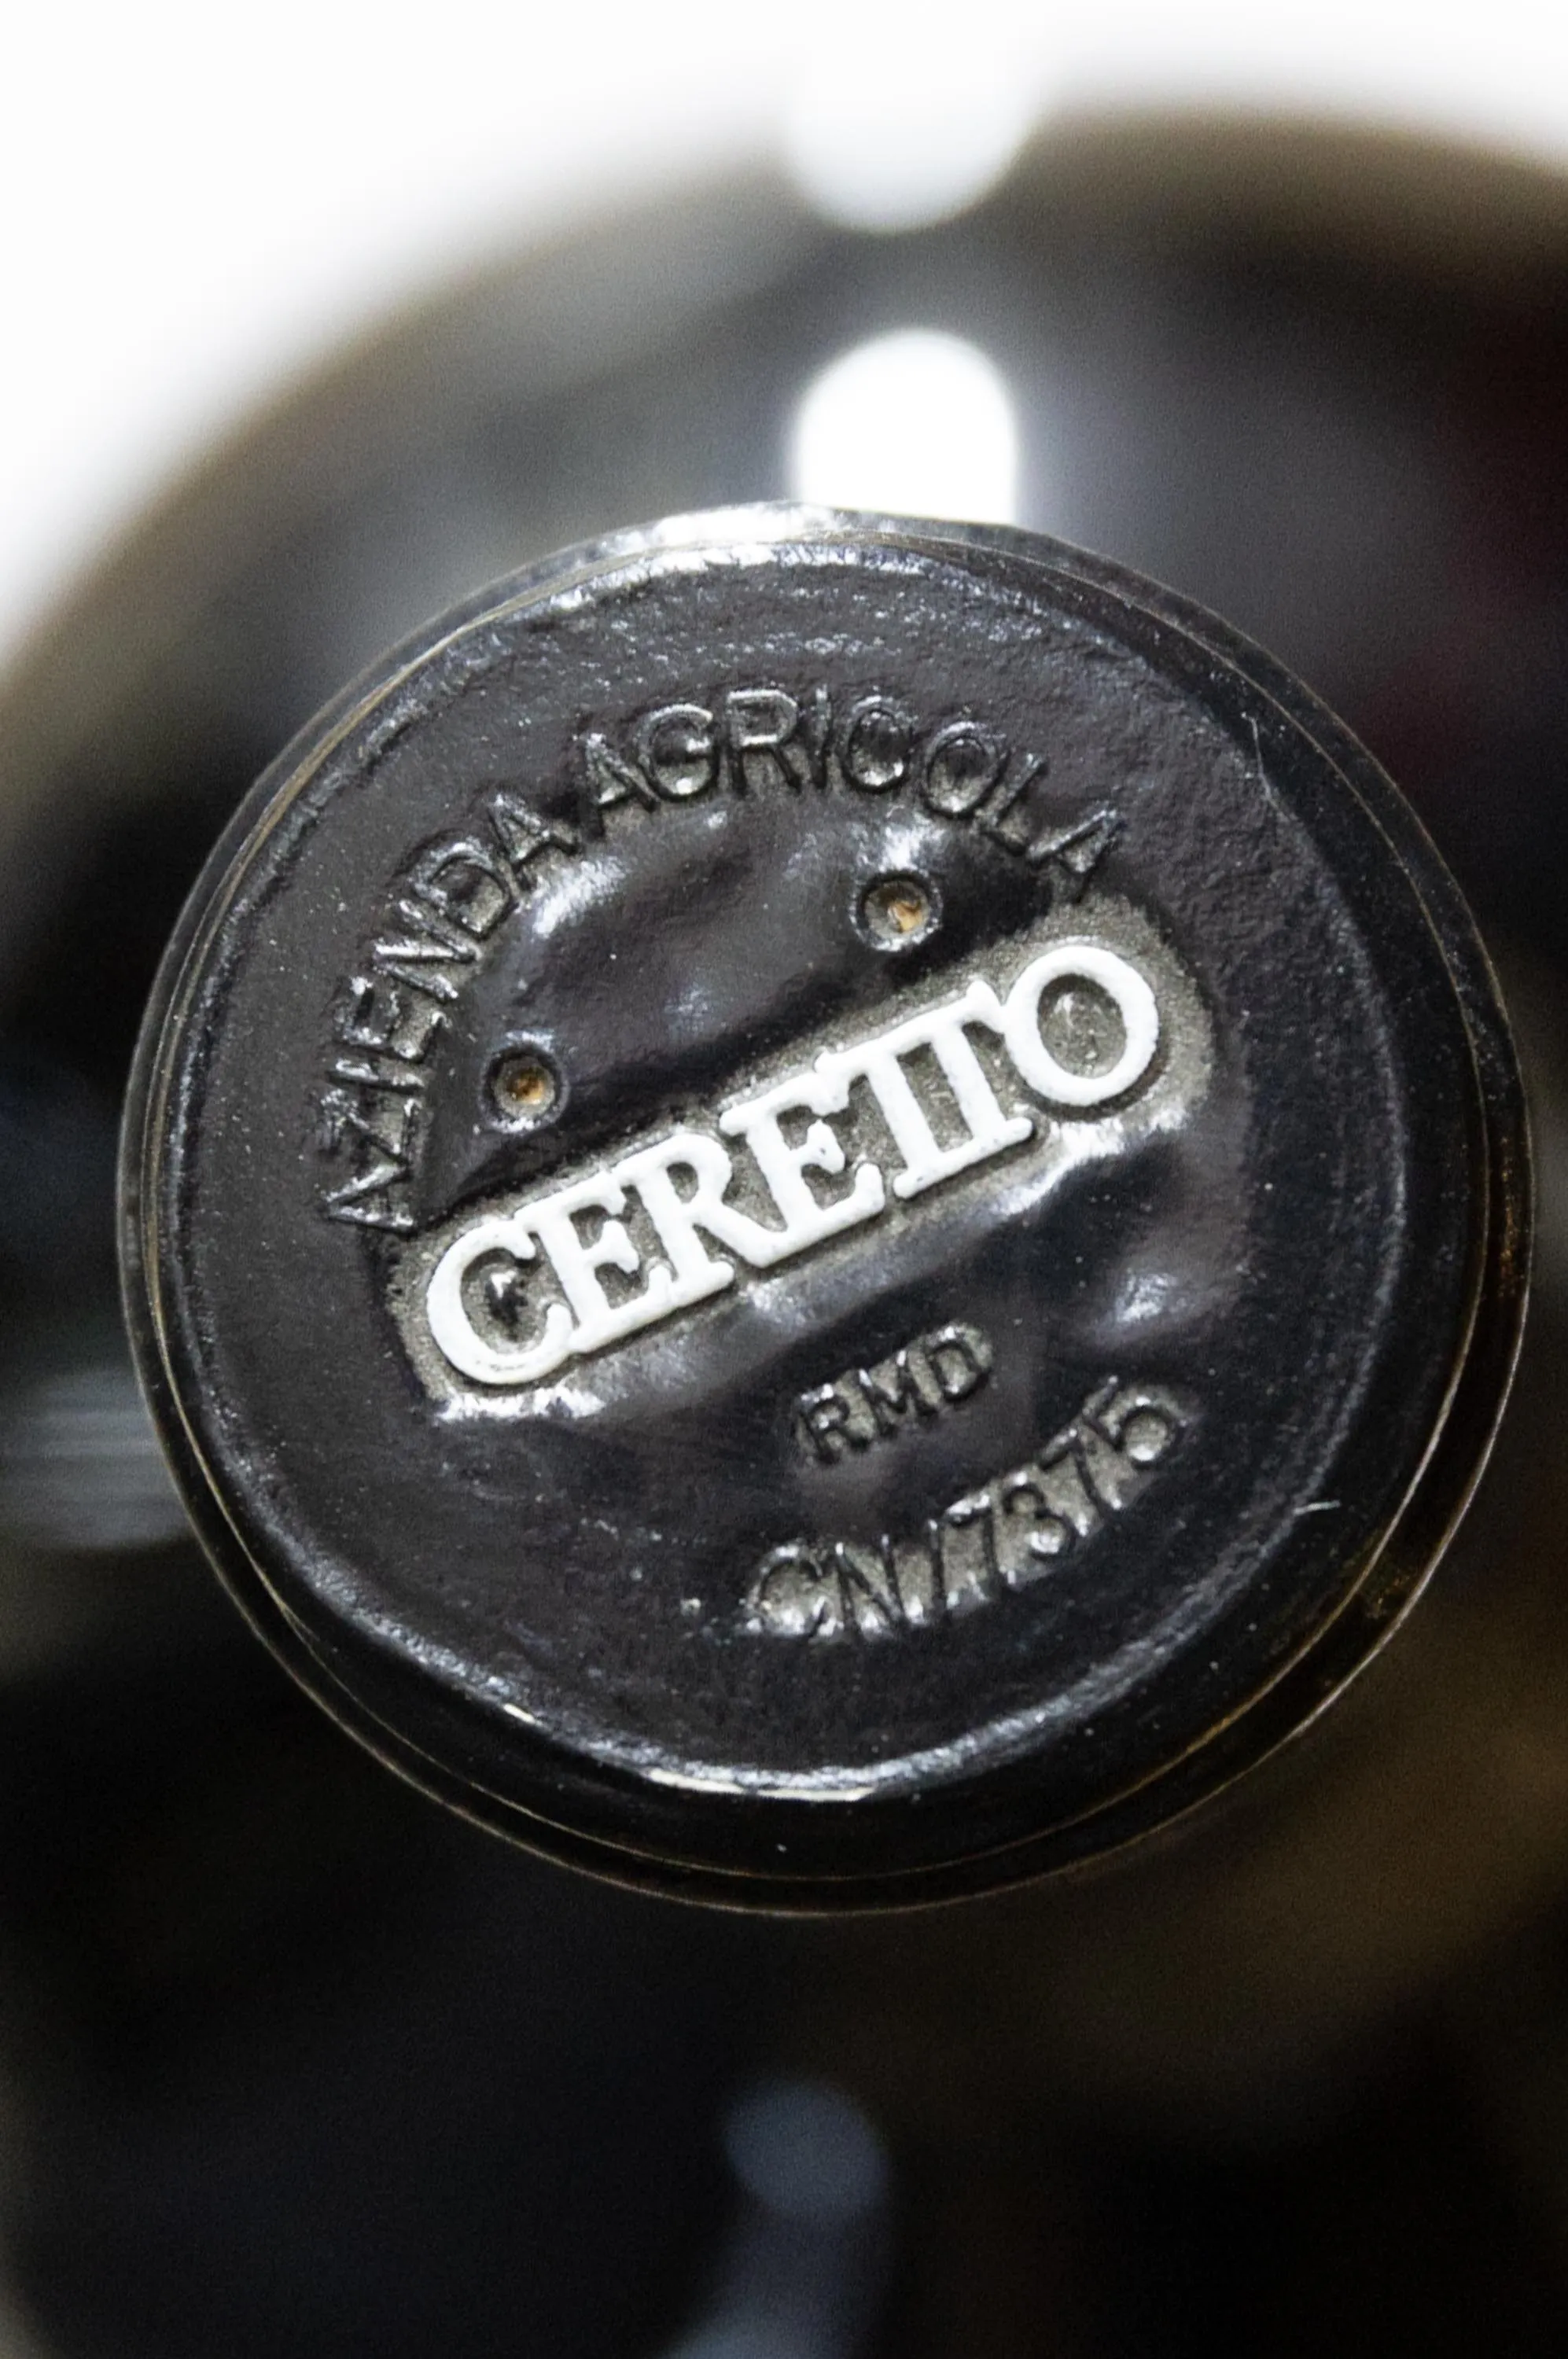 AZIENDA AGRICOLA
CERETTO
RMD
CN/7375